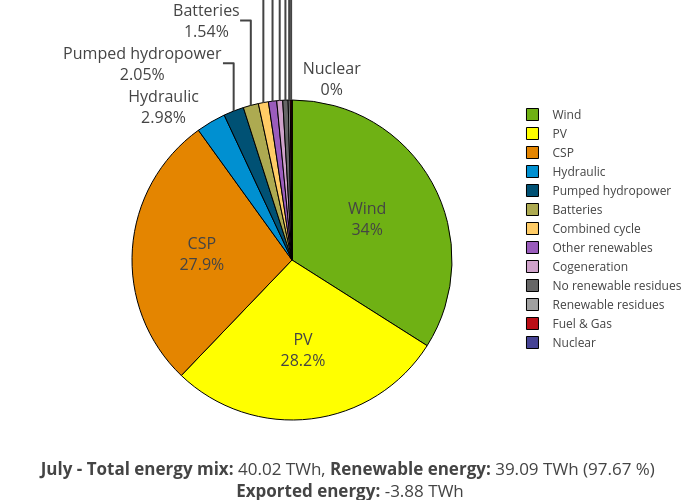 Batteries
1.54%
Pumped hydropower
2.05%
Hydraulic
2.98%
Nuclear
0%
Wind
34%
CSP
27.9%
PV
28.2%
Wind
PV
CSP
Hydraulic
Pumped hydropower
Batteries
Combined cycle
Other renewables
Cogeneration
No renewable residues
Renewable residues
Fuel & Gas
Nuclear
July - Total energy mix: 40.02 TWh, Renewable energy: 39.09 TWh (97.67 %)
Exported energy: -3.88 TWh